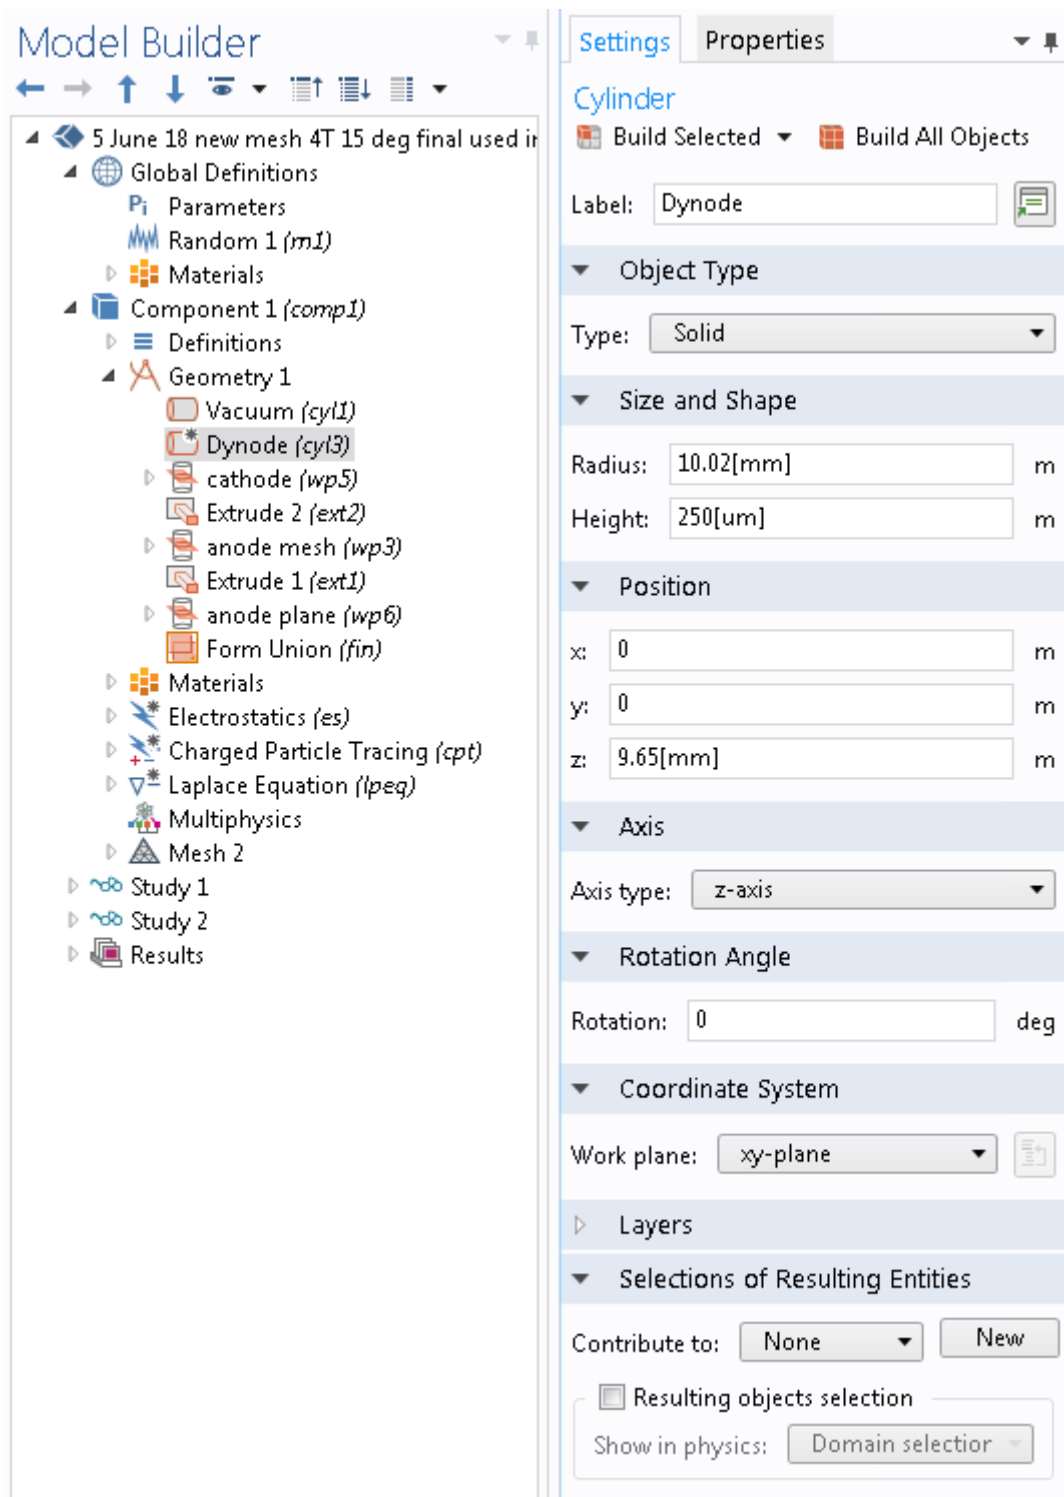 Model Builder
5 June 18 new mesh 4T 15 deg final used in
Global Definitions
Pi Parameters
Random 1 (rn1)
Materials
Component 1 (comp1)
Definitions
Geometry 1
Vacuum (cyl1)
Dynode (cyl3)
cathode (wp5)
Extrude 2 (ext2)
anode mesh (wp3)
Extrude 1 (ext1)
anode plane (wp6)
Form Union (fin)
Materials
Electrostatics (es)
Charged Particle Tracing (cpt)
Laplace Equation (lpeq)
Multiphysics
Mesh 2
Study 1
Study 2
Results
Settings Properties
Cylinder
Build Selected Build All Objects
Label: Dynode
Object Type
Type: Solid
Size and Shape
Radius: 10.02[mm] m
Height: 250[um] m
Position
x: 0 m
y: 0 m
z: 9.65[mm] m
Axis
Axis type: z-axis
Rotation Angle
Rotation: 0 deg
Coordinate System
Work plane: xy-plane
Layers
Selections of Resulting Entities
Contribute to: None New
Resulting objects selection
Show in physics: Domain selection